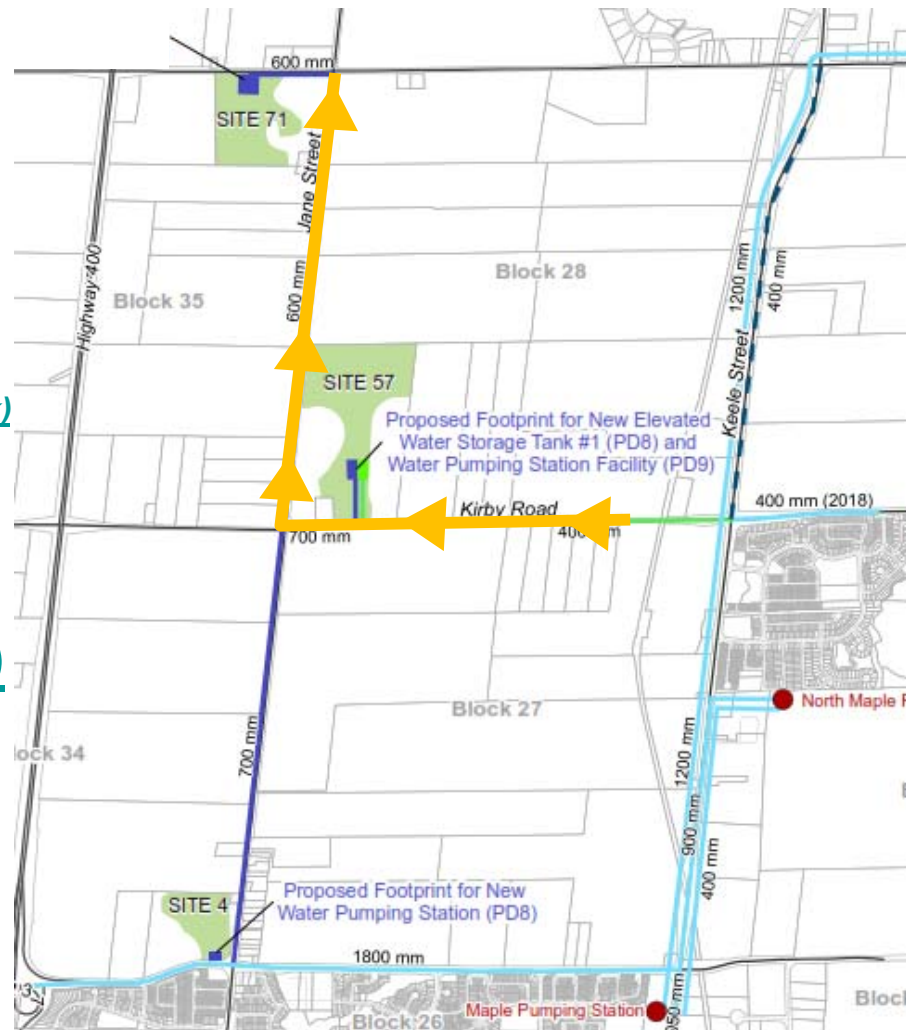 600 mm
SITE 71
Jane Street
Highway 400
1200 mm
400 mm
Block 28
600 mm
Block 35
Keele Street
SITE 57
)
Proposed Footprint for New Elevated
Water Storage Tank #1 (PD8) and
Water Pumping Station Facility (PD9)
Kirby Road
400 mm (2018)
700 mm
)
North Maple
Block 27
700 mm
1200 mm
900 mm
400 mm
Proposed Footprint for New
Water Pumping Station (PD8)
SITE 4
1800 mm
Maple Pumping Station
Block 26